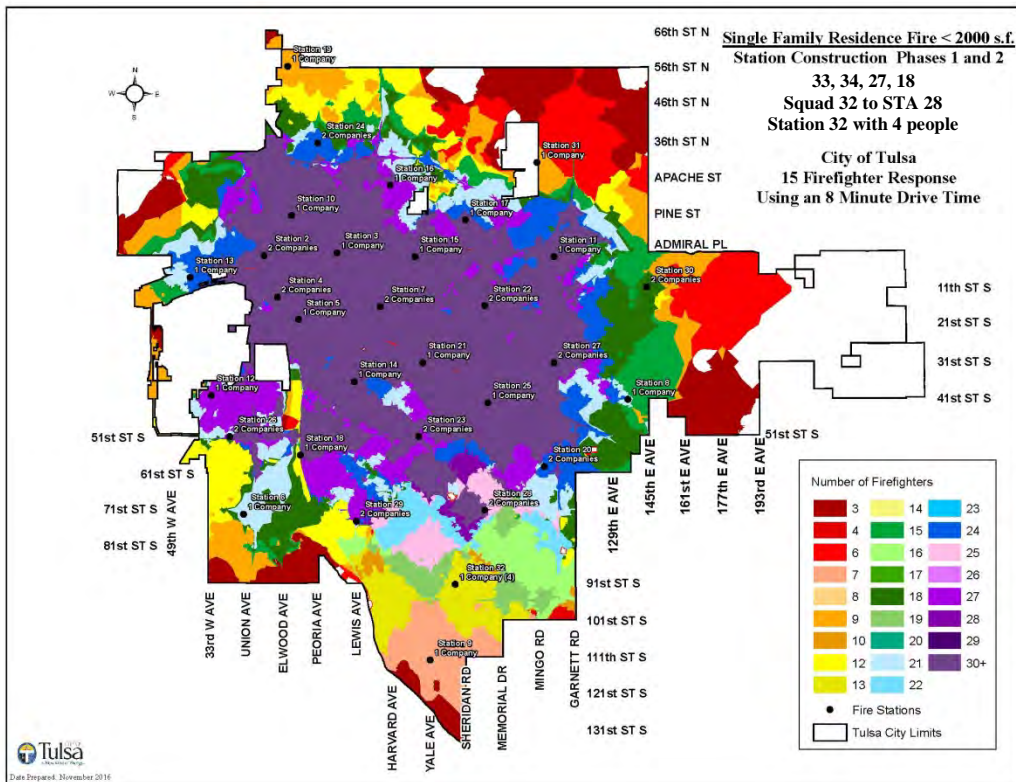 Single Family Residence Fire < 2000 s.f.
Station Construction Phases 1 and 2
33, 34, 27, 18
Squad 32 to STA 28
Station 32 with 4 people
City of Tulsa
15 Firefighter Response
Using an 8 Minute Drive Time
N
W E
S
66th ST N
56th ST N
46th ST N
36th ST N
APACHE ST
PINE ST
ADMIRAL PL
11th ST S
21st ST S
31st ST S
41st ST S
51st ST S
Station 19
1 Company
Station 24
2 Companies
Station 31
1 Company
Station 16
1 Company
Station 10
1 Company
Station 17
1 Company
Station 2
2 Companies
Station 3
1 Company
Station 15
1 Company
Station 11
1 Company
Station 13
1 Company
Station 30
2 Companies
Station 4
2 Companies
Station 5
1 Company
Station 7
2 Companies
Station 22
2 Companies
Station 21
1 Company
Station 27
2 Companies
Station 14
1 Company
Station 12
1 Company
Station 25
1 Company
Station 8
1 Company
Station 26
2 Companies
Station 23
2 Companies
Station 18
1 Company
Station 20
2 Companies
Station 6
1 Company
Station 29
2 Companies
Station 28
2 Companies
Station 32
1 Company (4)
Station 9
1 Company
51st ST S
61st ST S
71st ST S
81st ST S
91st ST S
101st ST S
111th ST S
121st ST S
131st ST S
49th W AVE
33rd W AVE
UNION AVE
ELWOOD AVE
PEORIA AVE
LEWIS AVE
HARVARD AVE
YALE AVE
SHERIDAN RD
MEMORIAL DR
MINGO RD
GARNETT RD
129th E AVE
145th E AVE
161st E AVE
177th E AVE
193rd E AVE
Number of Firefighters
3 14 23
4 15 24
6 16 25
7 17 26
8 18 27
9 19 28
10 20 29
12 21 30+
13 22
Fire Stations
Tulsa City Limits
Tulsa
Date Prepared: November 2016